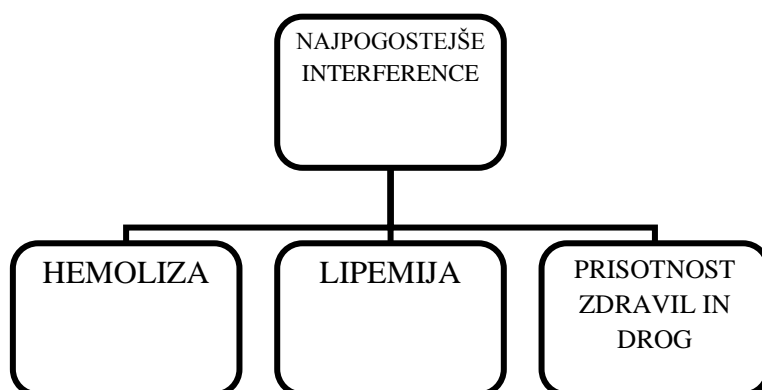 NAJPOGOSTEJŠE
INTERFERENCE
HEMOLIZA
LIPEMIJA
PRISOTNOST
ZDRAVIL IN
DROG